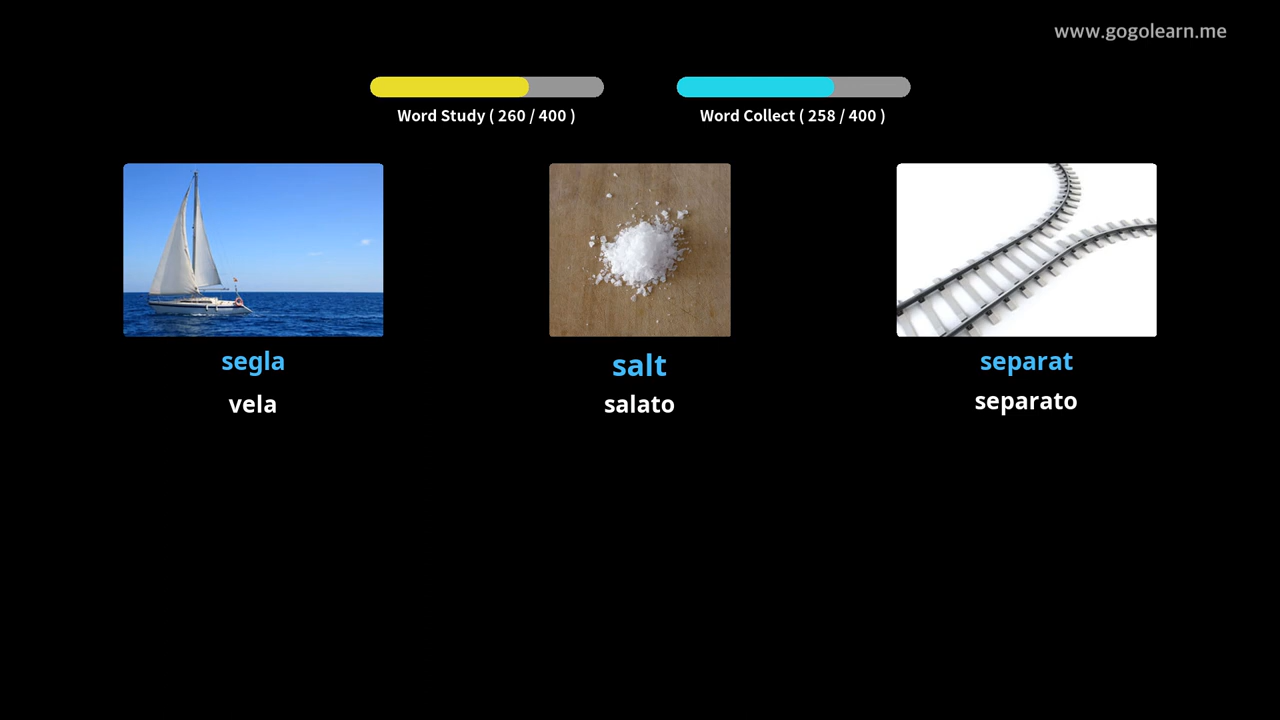 www.gogolearn.me
Word Study ( 260 / 400 )
Word Collect ( 258 / 400 )
segla
salt
separat
vela
salato
separato